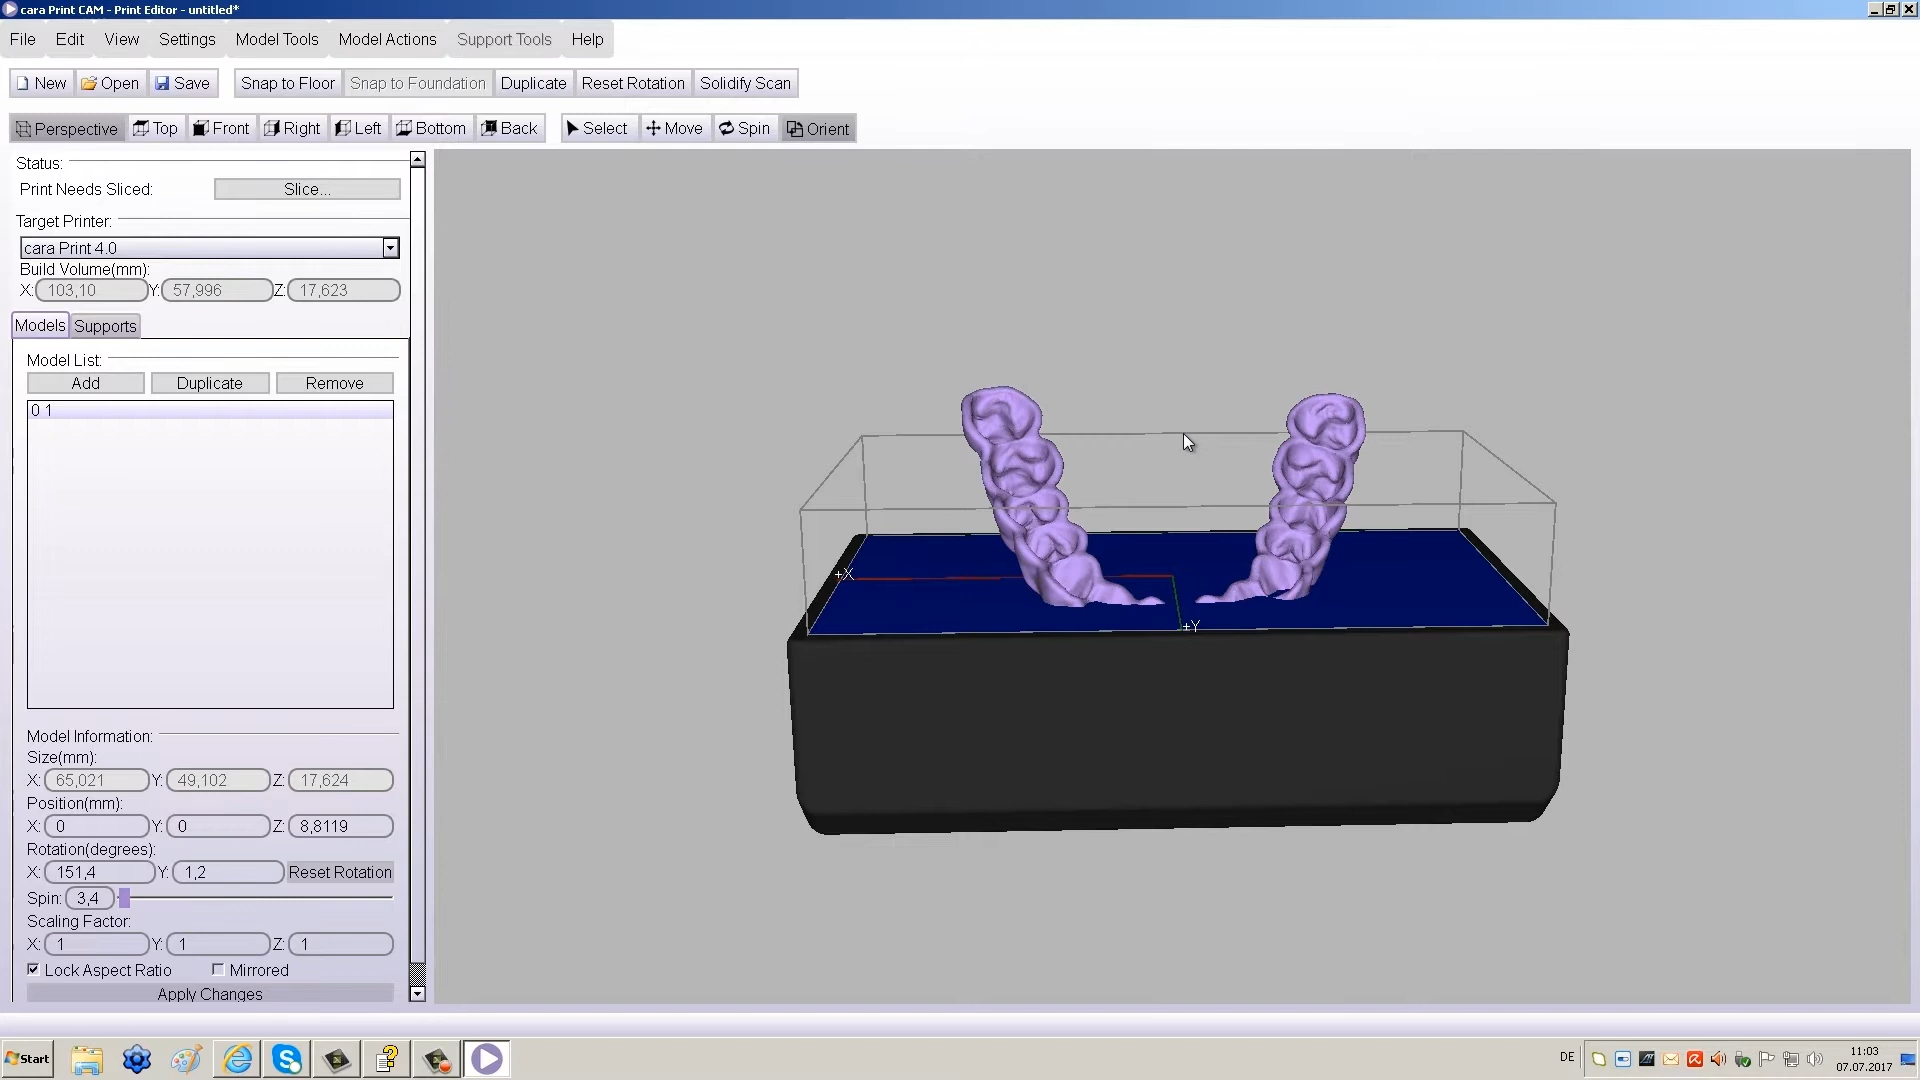 cara Print CAM - Print Editor - untitled*
File Edit View Settings Model Tools Model Actions Support Tools Help
New Open Save Snap to Floor Snap to Foundation Duplicate Reset Rotation Solidify Scan
Perspective Top Front Right Left Bottom Back Select Move Spin Orient
Status:
Print Needs Sliced: Slice...
Target Printer:
cara Print 4.0
Build Volume(mm):
X: 103,10 Y: 57,996 Z: 17,623
Models Supports
Model List:
Add Duplicate Remove
0 1
Model Information:
Size(mm):
X: 65,021 Y: 49,102 Z: 17,624
Position(mm):
X: 0 Y: 0 Z: 8,8119
Rotation(degrees):
X: 151,4 Y: 1,2 Reset Rotation
Spin: 3,4
Scaling Factor:
X: 1 Y: 1 Z: 1
Lock Aspect Ratio Mirrored
Apply Changes
+X
+Y
Start DE 11:03
07.07.2017